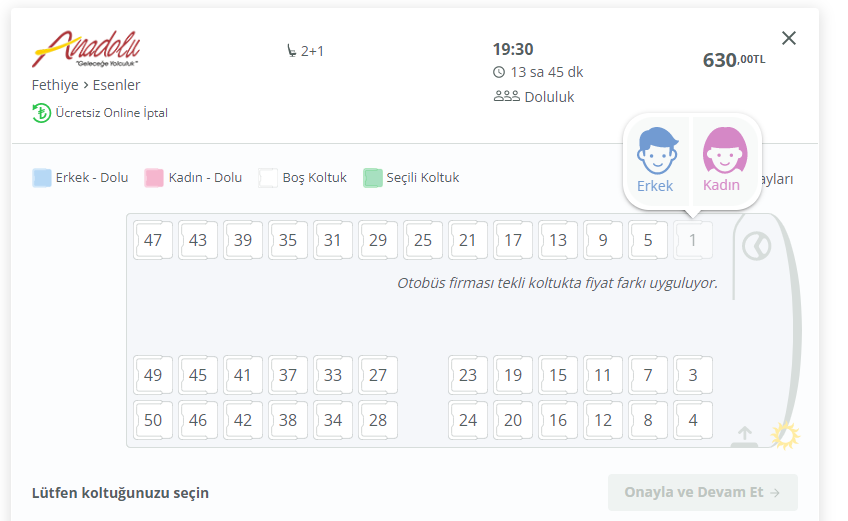 Anadolu
"Geleceğe Yolculuk"
2+1
19:30
13 sa 45 dk
Doluluk
630,00TL
Fethiye > Esenler
Ücretsiz Online İptal
Erkek - Dolu
Kadın - Dolu
Boş Koltuk
Seçili Koltuk
Erkek
Kadın
ayları
47 43 39 35 31 29 25 21 17 13 9 5 1
Otobüs firması tekli koltukta fiyat farkı uyguluyor.
49 45 41 37 33 27 23 19 15 11 7 3
50 46 42 38 34 28 24 20 16 12 8 4
Lütfen koltuğunuzu seçin
Onayla ve Devam Et →